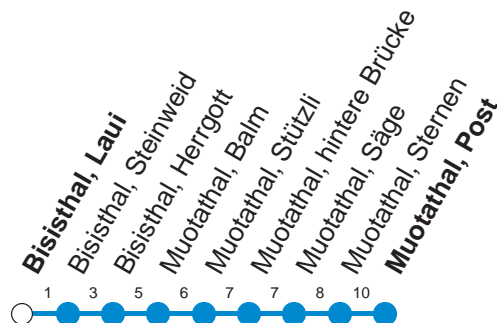 Bisisthal, Laui
Bisisthal, Steinweid
Bisisthal, Herrgott
Muotathal, Balm
Muotathal, Stützli
Muotathal, hintere Brücke
Muotathal, Säge
Muotathal, Sternen
Muotathal, Post
1 3 5 6 7 7 8 10